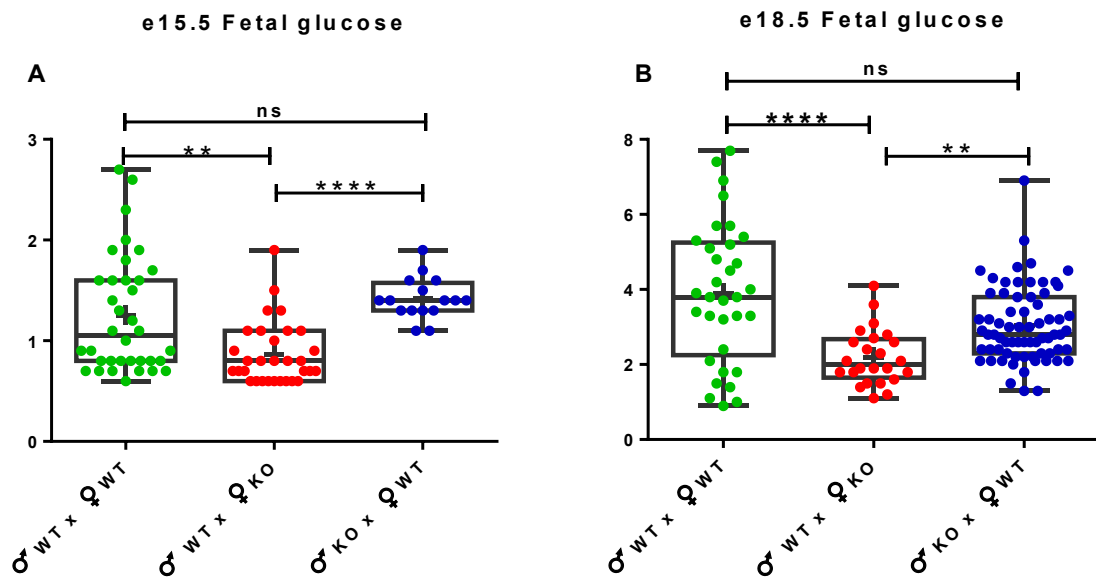 e15.5 Fetal glucose
A
ns
**
****
3
2
1
0
♂ WT x ♀ WT
♂ WT x ♀ KO
♂ KO x ♀ WT
e18.5 Fetal glucose
B
ns
****
**
8
6
4
2
0
♂ WT x ♀ WT
♂ WT x ♀ KO
♂ KO x ♀ WT